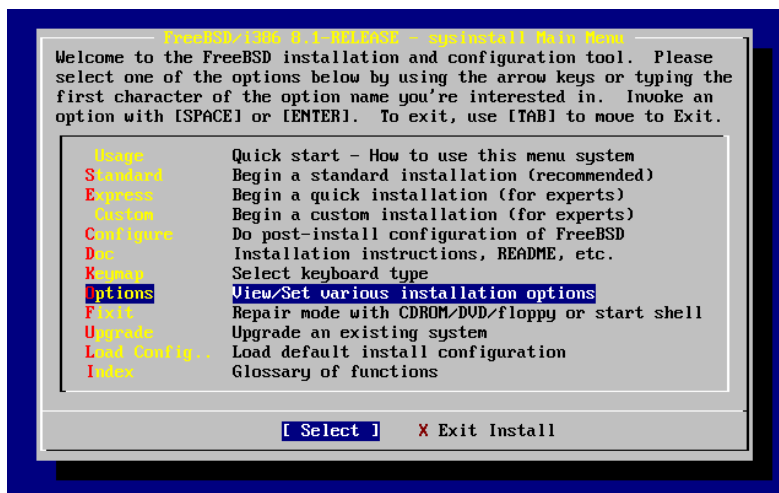 FreeBSD/i386 8.1-RELEASE - sysinstall Main Menu
Welcome to the FreeBSD installation and configuration tool.  Please
select one of the options below by using the arrow keys or typing the
first character of the option name you're interested in.  Invoke an
option with [SPACE] or [ENTER].  To exit, use [TAB] to move to Exit.
Usage Quick start - How to use this menu system
Standard Begin a standard installation (recommended)
Express Begin a quick installation (for experts)
Custom Begin a custom installation (for experts)
Configure Do post-install configuration of FreeBSD
Doc Installation instructions, README, etc.
Keymap Select keyboard type
Options View/Set various installation options
Fixit Repair mode with CDROM/DVD/floppy or start shell
Upgrade Upgrade an existing system
Load Config.. Load default install configuration
Index Glossary of functions
[ Select ] X Exit Install